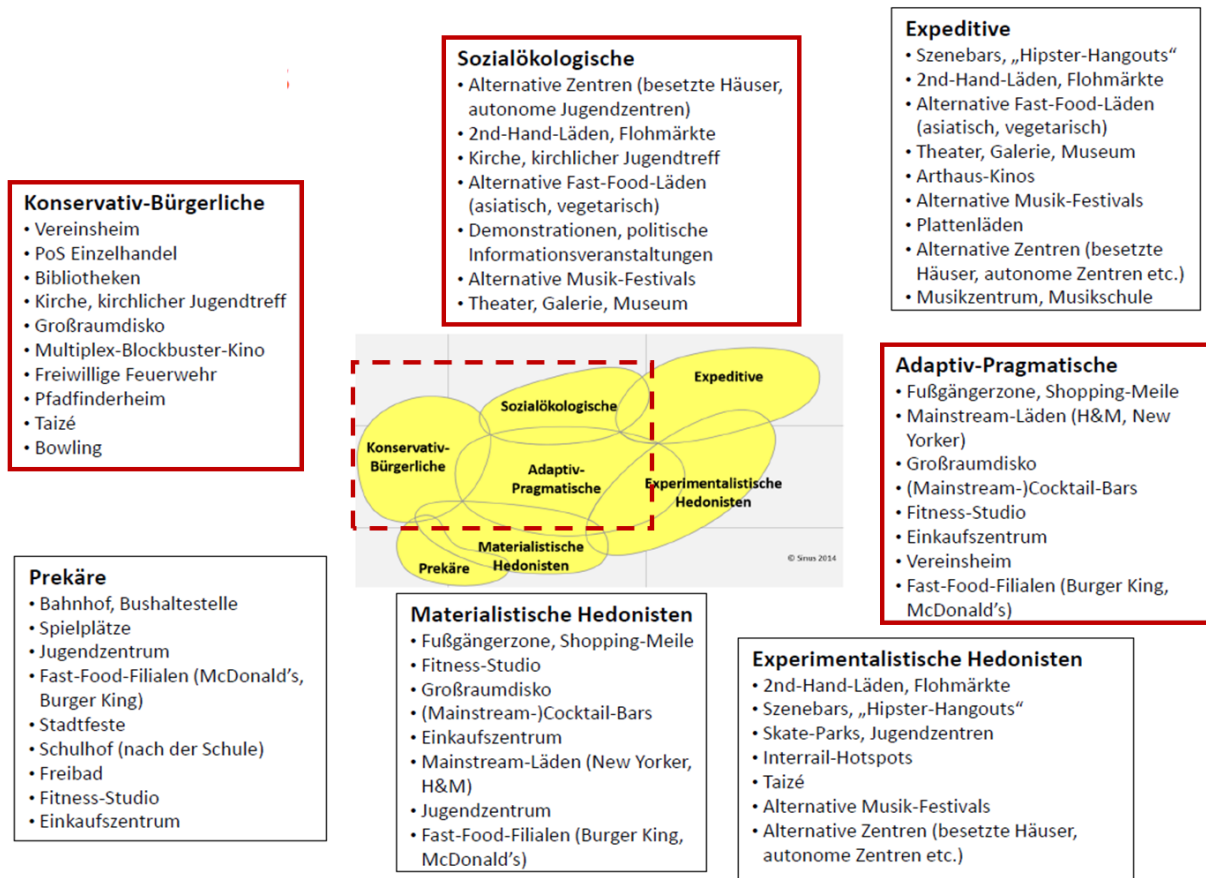 Sozialökologische
• Alternative Zentren (besetzte Häuser,
autonome Jugendzentren)
• 2nd-Hand-Läden, Flohmärkte
• Kirche, kirchlicher Jugendtreff
• Alternative Fast-Food-Läden
(asiatisch, vegetarisch)
• Demonstrationen, politische
Informationsveranstaltungen
• Alternative Musik-Festivals
• Theater, Galerie, Museum
Expeditive
• Szenebars, „Hipster-Hangouts“
• 2nd-Hand-Läden, Flohmärkte
• Alternative Fast-Food-Läden
(asiatisch, vegetarisch)
• Theater, Galerie, Museum
• Arthaus-Kinos
• Alternative Musik-Festivals
• Plattenläden
• Alternative Zentren (besetzte
Häuser, autonome Zentren etc.)
• Musikzentrum, Musikschule
Konservativ-Bürgerliche
• Vereinsheim
• PoS Einzelhandel
• Bibliotheken
• Kirche, kirchlicher Jugendtreff
• Großraumdisko
• Multiplex-Blockbuster-Kino
• Freiwillige Feuerwehr
• Pfadfinderheim
• Taizé
• Bowling
Expeditive
Sozialökologische
Konservativ-
Bürgerliche
Adaptiv-
Pragmatische
Experimentalistische
Hedonisten
Materialistische
Hedonisten
Prekäre
© Sinus 2014
Adaptiv-Pragmatische
• Fußgängerzone, Shopping-Meile
• Mainstream-Läden (H&M, New
Yorker)
• Großraumdisko
• (Mainstream-)Cocktail-Bars
• Fitness-Studio
• Einkaufszentrum
• Vereinsheim
• Fast-Food-Filialen (Burger King,
McDonald’s)
Prekäre
• Bahnhof, Bushaltestelle
• Spielplätze
• Jugendzentrum
• Fast-Food-Filialen (McDonald’s,
Burger King)
• Stadtfeste
• Schulhof (nach der Schule)
• Freibad
• Fitness-Studio
• Einkaufszentrum
Materialistische Hedonisten
• Fußgängerzone, Shopping-Meile
• Fitness-Studio
• Großraumdisko
• (Mainstream-)Cocktail-Bars
• Einkaufszentrum
• Mainstream-Läden (New Yorker,
H&M)
• Jugendzentrum
• Fast-Food-Filialen (Burger King,
McDonald’s)
Experimentalistische Hedonisten
• 2nd-Hand-Läden, Flohmärkte
• Szenebars, „Hipster-Hangouts“
• Skate-Parks, Jugendzentren
• Interrail-Hotspots
• Taizé
• Alternative Musik-Festivals
• Alternative Zentren (besetzte Häuser,
autonome Zentren etc.)